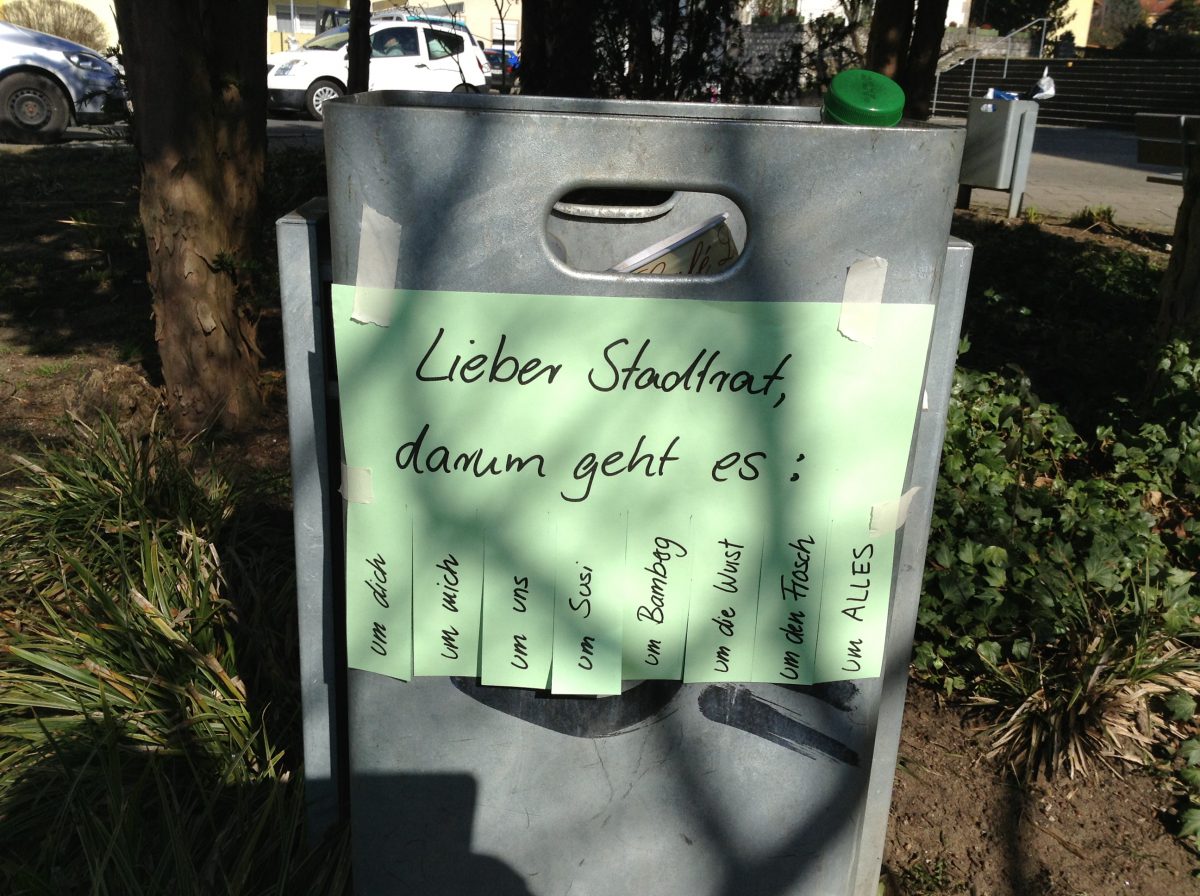 Lieber Stadtrat,
darum geht es :
um dich
um mich
um uns
um Susi
um Bamberg
um die Wurst
um den Frosch
um ALLES